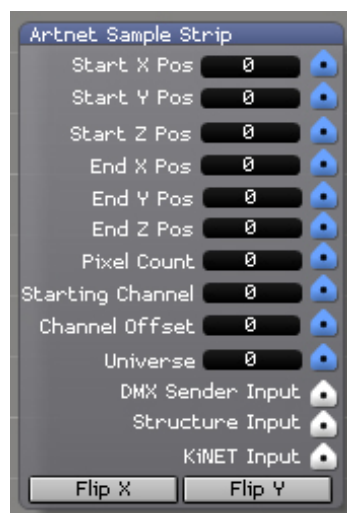 Artnet Sample Strip
Start X Pos 0
Start Y Pos 0
Start Z Pos 0
End X Pos 0
End Y Pos 0
End Z Pos 0
Pixel Count 0
Starting Channel 0
Channel Offset 0
Universe 0
DMX Sender Input
Structure Input
KiNET Input
Flip X Flip Y